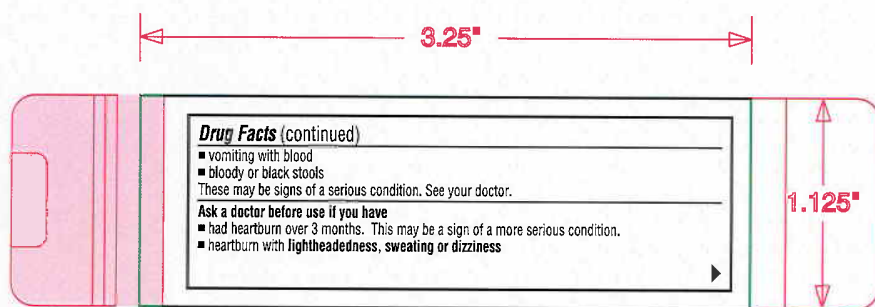 3.25"
Drug Facts (continued)
■ vomiting with blood
■ bloody or black stools
These may be signs of a serious condition. See your doctor.
Ask a doctor before use if you have
■ had heartburn over 3 months. This may be a sign of a more serious condition.
■ heartburn with lightheadedness, sweating or dizziness
1.125"